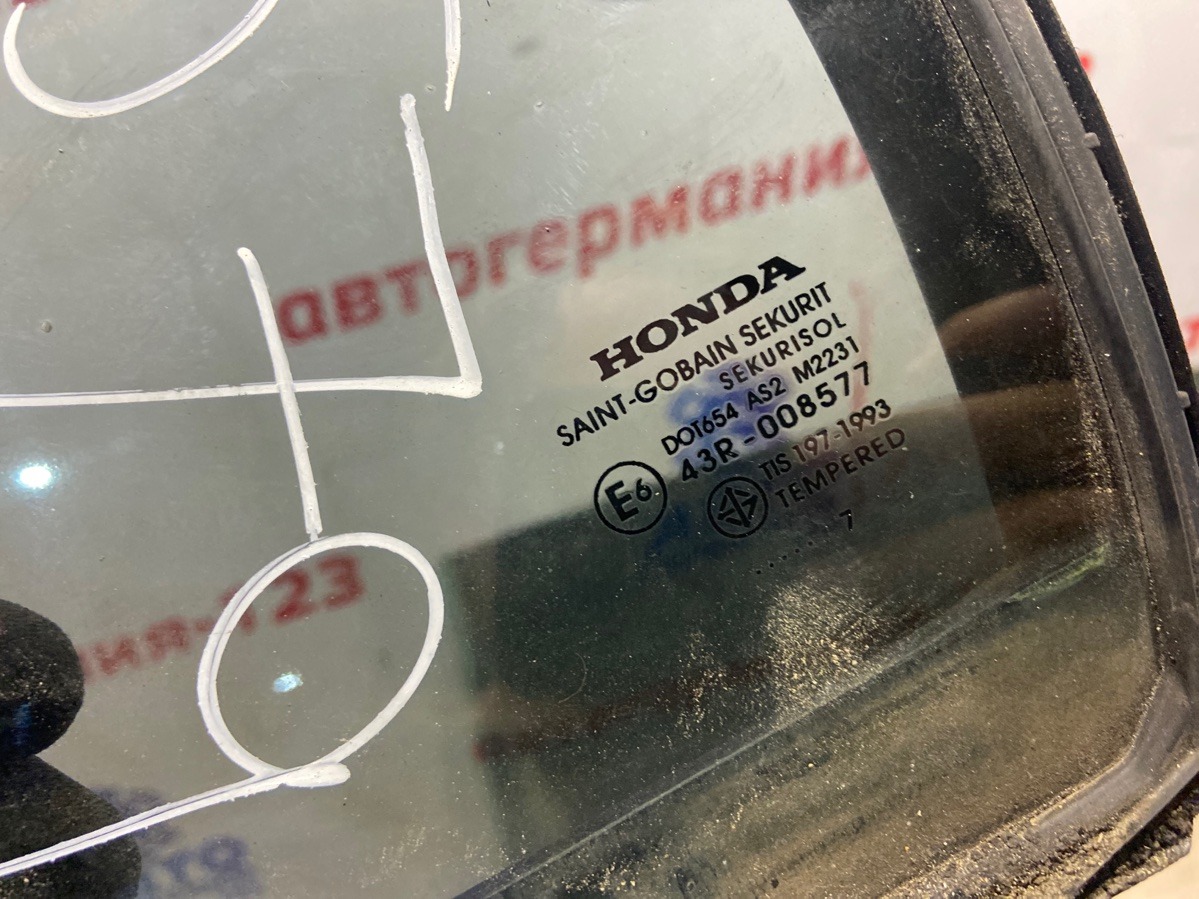 автогермания
HONDA
SAINT-GOBAIN SEKURIT
SEKURISOL
DOT654 AS2 M2231
43R-008577
E6
TIS 197-1993
TEMPERED
......7
ния-123